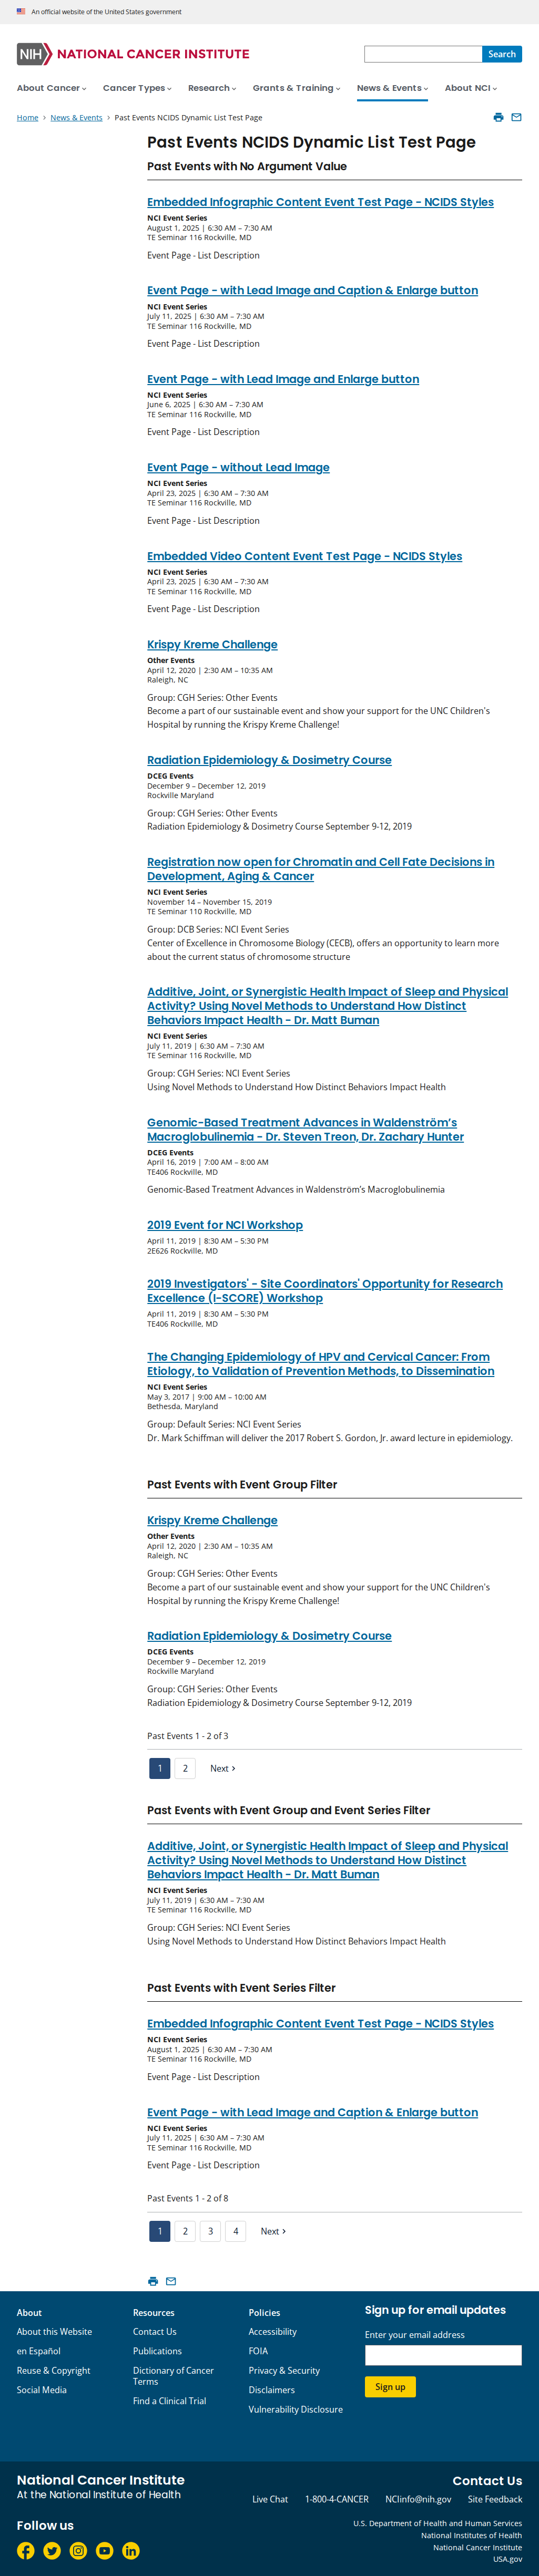 An official website of the United States government
NIH NATIONAL CANCER INSTITUTE
Search
About Cancer
Cancer Types
Research
Grants & Training
News & Events
About NCI
Home > News & Events > Past Events NCIDS Dynamic List Test Page
Past Events NCIDS Dynamic List Test Page
Past Events with No Argument Value
Embedded Infographic Content Event Test Page - NCIDS Styles
NCI Event Series
August 1, 2025 | 6:30 AM – 7:30 AM
TE Seminar 116 Rockville, MD
Event Page - List Description
Event Page - with Lead Image and Caption & Enlarge button
NCI Event Series
July 11, 2025 | 6:30 AM – 7:30 AM
TE Seminar 116 Rockville, MD
Event Page - List Description
Event Page - with Lead Image and Enlarge button
NCI Event Series
June 6, 2025 | 6:30 AM – 7:30 AM
TE Seminar 116 Rockville, MD
Event Page - List Description
Event Page - without Lead Image
NCI Event Series
April 23, 2025 | 6:30 AM – 7:30 AM
TE Seminar 116 Rockville, MD
Event Page - List Description
Embedded Video Content Event Test Page - NCIDS Styles
NCI Event Series
April 23, 2025 | 6:30 AM – 7:30 AM
TE Seminar 116 Rockville, MD
Event Page - List Description
Krispy Kreme Challenge
Other Events
April 12, 2020 | 2:30 AM – 10:35 AM
Raleigh, NC
Group: CGH Series: Other Events
Become a part of our sustainable event and show your support for the UNC Children's
Hospital by running the Krispy Kreme Challenge!
Radiation Epidemiology & Dosimetry Course
DCEG Events
December 9 – December 12, 2019
Rockville Maryland
Group: CGH Series: Other Events
Radiation Epidemiology & Dosimetry Course September 9-12, 2019
Registration now open for Chromatin and Cell Fate Decisions in
Development, Aging & Cancer
NCI Event Series
November 14 – November 15, 2019
TE Seminar 110 Rockville, MD
Group: DCB Series: NCI Event Series
Center of Excellence in Chromosome Biology (CECB), offers an opportunity to learn more
about the current status of chromosome structure
Additive, Joint, or Synergistic Health Impact of Sleep and Physical
Activity? Using Novel Methods to Understand How Distinct
Behaviors Impact Health - Dr. Matt Buman
NCI Event Series
July 11, 2019 | 6:30 AM – 7:30 AM
TE Seminar 116 Rockville, MD
Group: CGH Series: NCI Event Series
Using Novel Methods to Understand How Distinct Behaviors Impact Health
Genomic-Based Treatment Advances in Waldenström's
Macroglobulinemia - Dr. Steven Treon, Dr. Zachary Hunter
DCEG Events
April 16, 2019 | 7:00 AM – 8:00 AM
TE406 Rockville, MD
Genomic-Based Treatment Advances in Waldenström's Macroglobulinemia
2019 Event for NCI Workshop
April 11, 2019 | 8:30 AM – 5:30 PM
2E626 Rockville, MD
2019 Investigators' - Site Coordinators' Opportunity for Research
Excellence (I-SCORE) Workshop
April 11, 2019 | 8:30 AM – 5:30 PM
TE406 Rockville, MD
The Changing Epidemiology of HPV and Cervical Cancer: From
Etiology, to Validation of Prevention Methods, to Dissemination
NCI Event Series
May 3, 2017 | 9:00 AM – 10:00 AM
Bethesda, Maryland
Group: Default Series: NCI Event Series
Dr. Mark Schiffman will deliver the 2017 Robert S. Gordon, Jr. award lecture in epidemiology.
Past Events with Event Group Filter
Krispy Kreme Challenge
Other Events
April 12, 2020 | 2:30 AM – 10:35 AM
Raleigh, NC
Group: CGH Series: Other Events
Become a part of our sustainable event and show your support for the UNC Children's
Hospital by running the Krispy Kreme Challenge!
Radiation Epidemiology & Dosimetry Course
DCEG Events
December 9 – December 12, 2019
Rockville Maryland
Group: CGH Series: Other Events
Radiation Epidemiology & Dosimetry Course September 9-12, 2019
Past Events 1 - 2 of 3
1 2 Next >
Past Events with Event Group and Event Series Filter
Additive, Joint, or Synergistic Health Impact of Sleep and Physical
Activity? Using Novel Methods to Understand How Distinct
Behaviors Impact Health - Dr. Matt Buman
NCI Event Series
July 11, 2019 | 6:30 AM – 7:30 AM
TE Seminar 116 Rockville, MD
Group: CGH Series: NCI Event Series
Using Novel Methods to Understand How Distinct Behaviors Impact Health
Past Events with Event Series Filter
Embedded Infographic Content Event Test Page - NCIDS Styles
NCI Event Series
August 1, 2025 | 6:30 AM – 7:30 AM
TE Seminar 116 Rockville, MD
Event Page - List Description
Event Page - with Lead Image and Caption & Enlarge button
NCI Event Series
July 11, 2025 | 6:30 AM – 7:30 AM
TE Seminar 116 Rockville, MD
Event Page - List Description
Past Events 1 - 2 of 8
1 2 3 4 Next >
About
About this Website
en Español
Reuse & Copyright
Social Media
Resources
Contact Us
Publications
Dictionary of Cancer
Terms
Find a Clinical Trial
Policies
Accessibility
FOIA
Privacy & Security
Disclaimers
Vulnerability Disclosure
Sign up for email updates
Enter your email address
Sign up
National Cancer Institute
At the National Institute of Health
Contact Us
Live Chat
1-800-4-CANCER
NCIinfo@nih.gov
Site Feedback
Follow us
U.S. Department of Health and Human Services
National Institutes of Health
National Cancer Institute
USA.gov